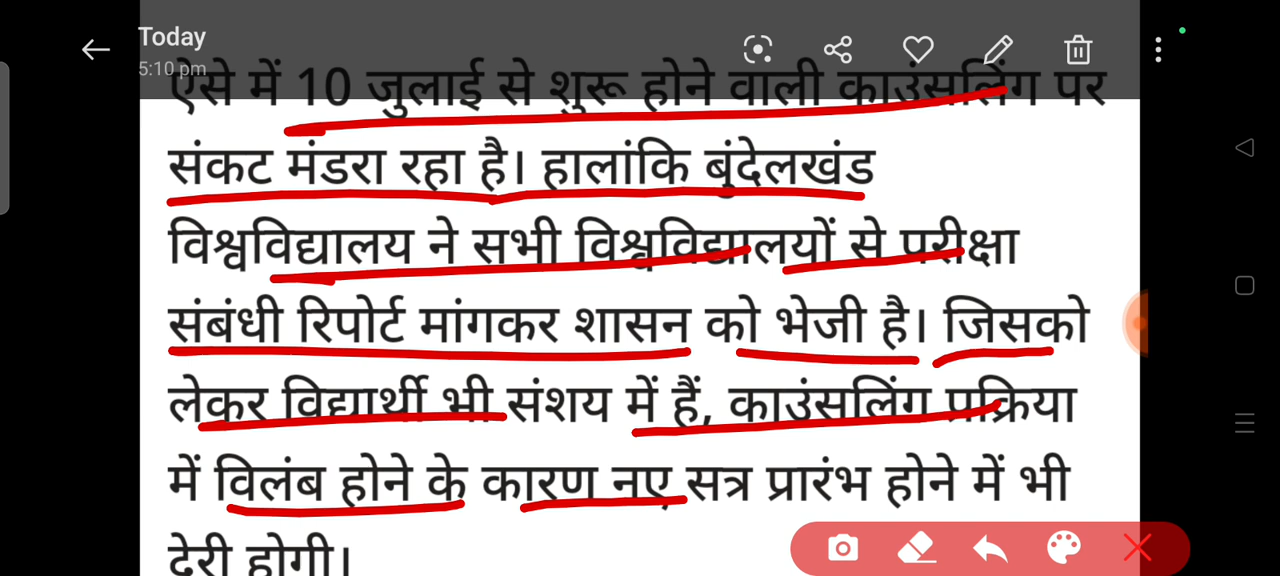 Today
5:10 pm
ऐसे में 10 जुलाई से शुरू होने वाली काउंसलिंग पर
संकट मंडरा रहा है। हालांकि बुंदेलखंड
विश्वविद्यालय ने सभी विश्वविद्यालयों से परीक्षा
संबंधी रिपोर्ट मांगकर शासन को भेजी है। जिसको
लेकर विद्यार्थी भी संशय में हैं, काउंसलिंग प्रक्रिया
में विलंब होने के कारण नए सत्र प्रारंभ होने में भी
देरी होगी।